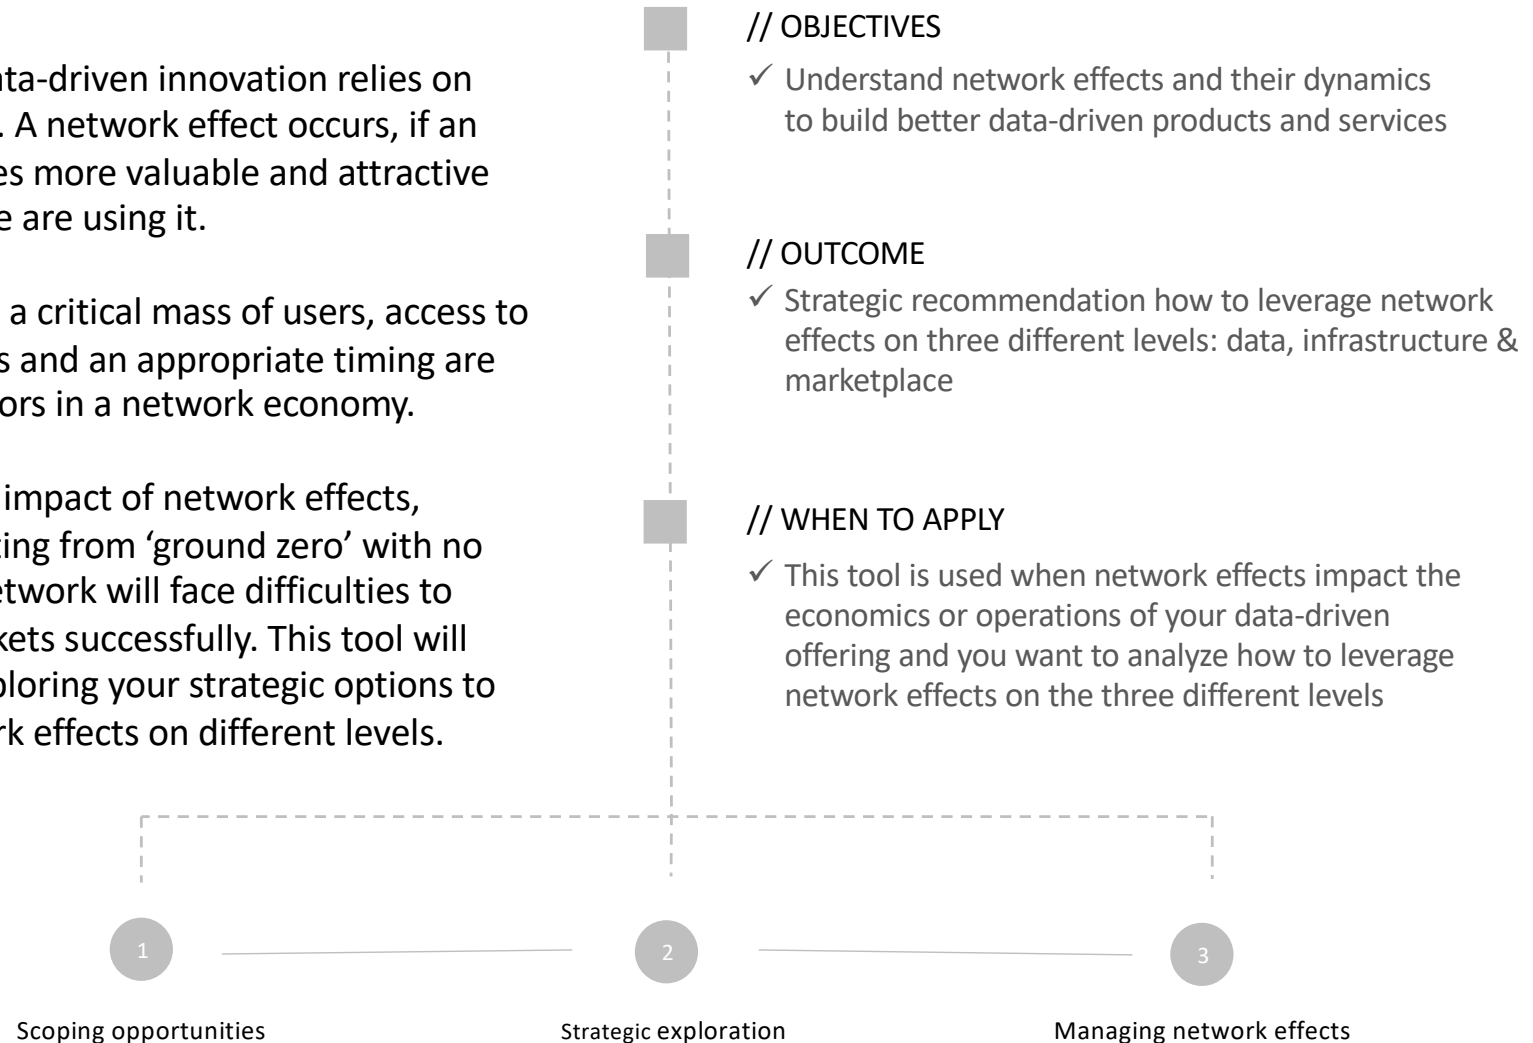 ta-driven innovation relies on
. A network effect occurs, if an
es more valuable and attractive
e are using it.
a critical mass of users, access to
s and an appropriate timing are
ors in a network economy.
impact of network effects,
ting from ‘ground zero’ with no
etwork will face difficulties to
kets successfully. This tool will
ploring your strategic options to
rk effects on different levels.
// OBJECTIVES
✓ Understand network effects and their dynamics
to build better data-driven products and services
// OUTCOME
✓ Strategic recommendation how to leverage network
effects on three different levels: data, infrastructure &
marketplace
// WHEN TO APPLY
✓ This tool is used when network effects impact the
economics or operations of your data-driven
offering and you want to analyze how to leverage
network effects on the three different levels
1
2
3
Scoping opportunities
Strategic exploration
Managing network effects